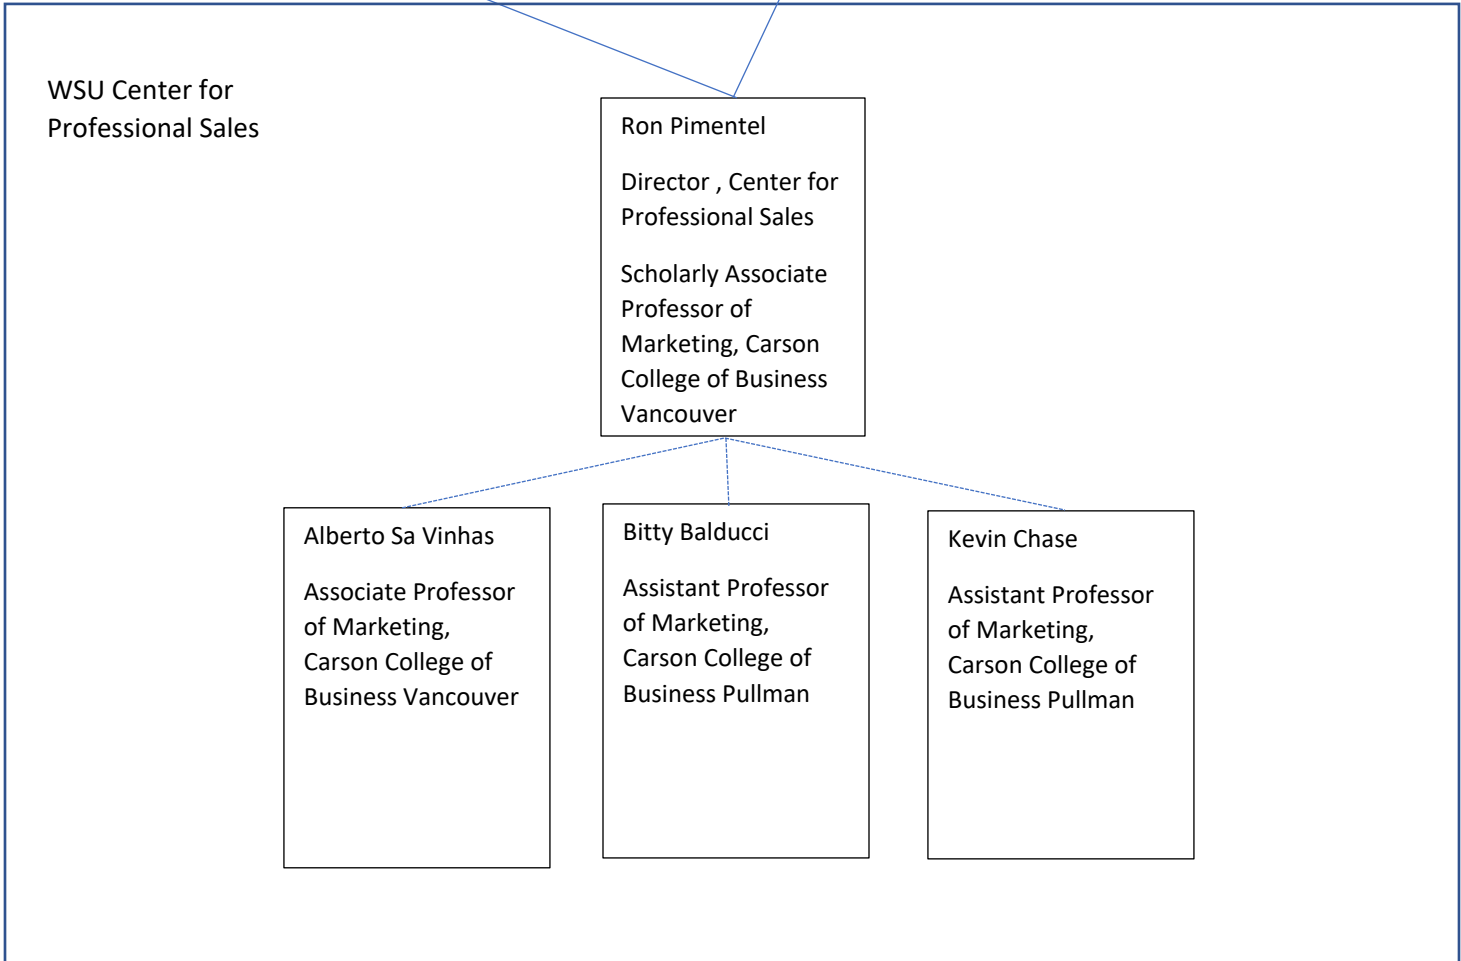 WSU Center for
Professional Sales
Ron Pimentel
Director , Center for
Professional Sales
Scholarly Associate
Professor of
Marketing, Carson
College of Business
Vancouver
Alberto Sa Vinhas
Associate Professor
of Marketing,
Carson College of
Business Vancouver
Bitty Balducci
Assistant Professor
of Marketing,
Carson College of
Business Pullman
Kevin Chase
Assistant Professor
of Marketing,
Carson College of
Business Pullman